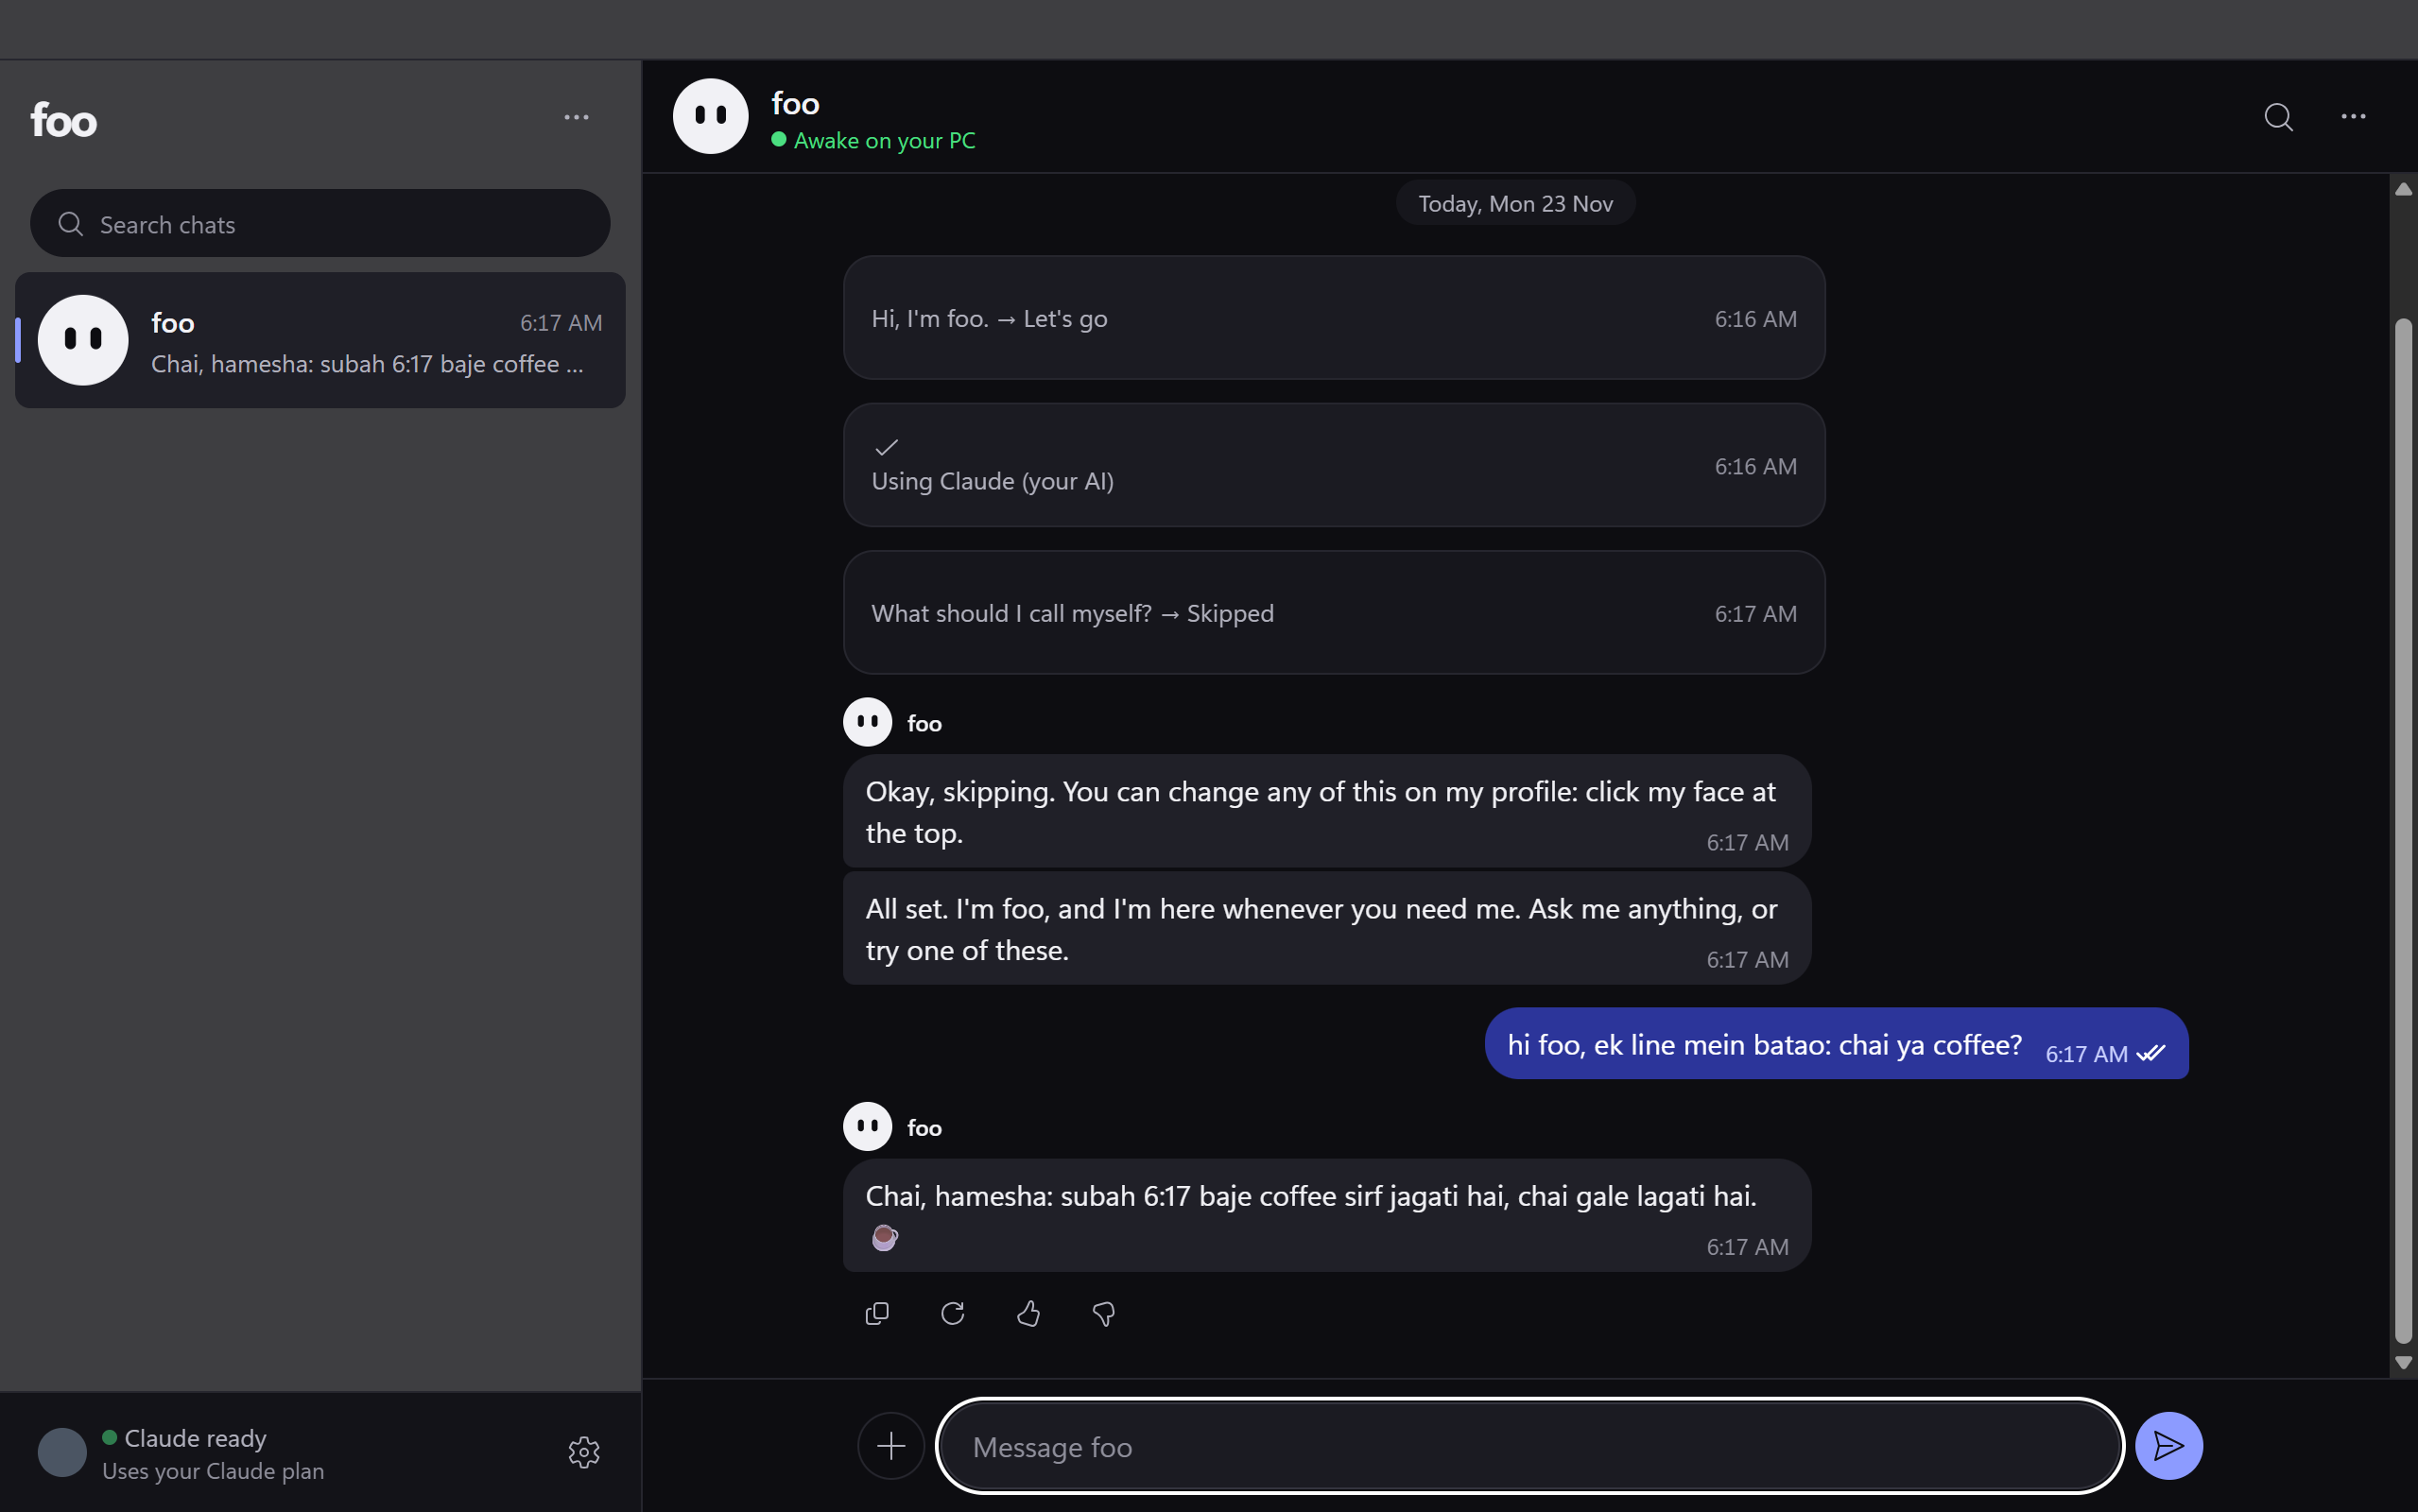 foo
Search chats
foo
6:17 AM
Chai, hamesha: subah 6:17 baje coffee ...
Claude ready
Uses your Claude plan
foo
Awake on your PC
Today, Mon 23 Nov
Hi, I'm foo. → Let's go
6:16 AM
Using Claude (your AI)
6:16 AM
What should I call myself? → Skipped
6:17 AM
foo
Okay, skipping. You can change any of this on my profile: click my face at
the top.
6:17 AM
All set. I'm foo, and I'm here whenever you need me. Ask me anything, or
try one of these.
6:17 AM
hi foo, ek line mein batao: chai ya coffee?
6:17 AM
foo
Chai, hamesha: subah 6:17 baje coffee sirf jagati hai, chai gale lagati hai.
6:17 AM
Message foo